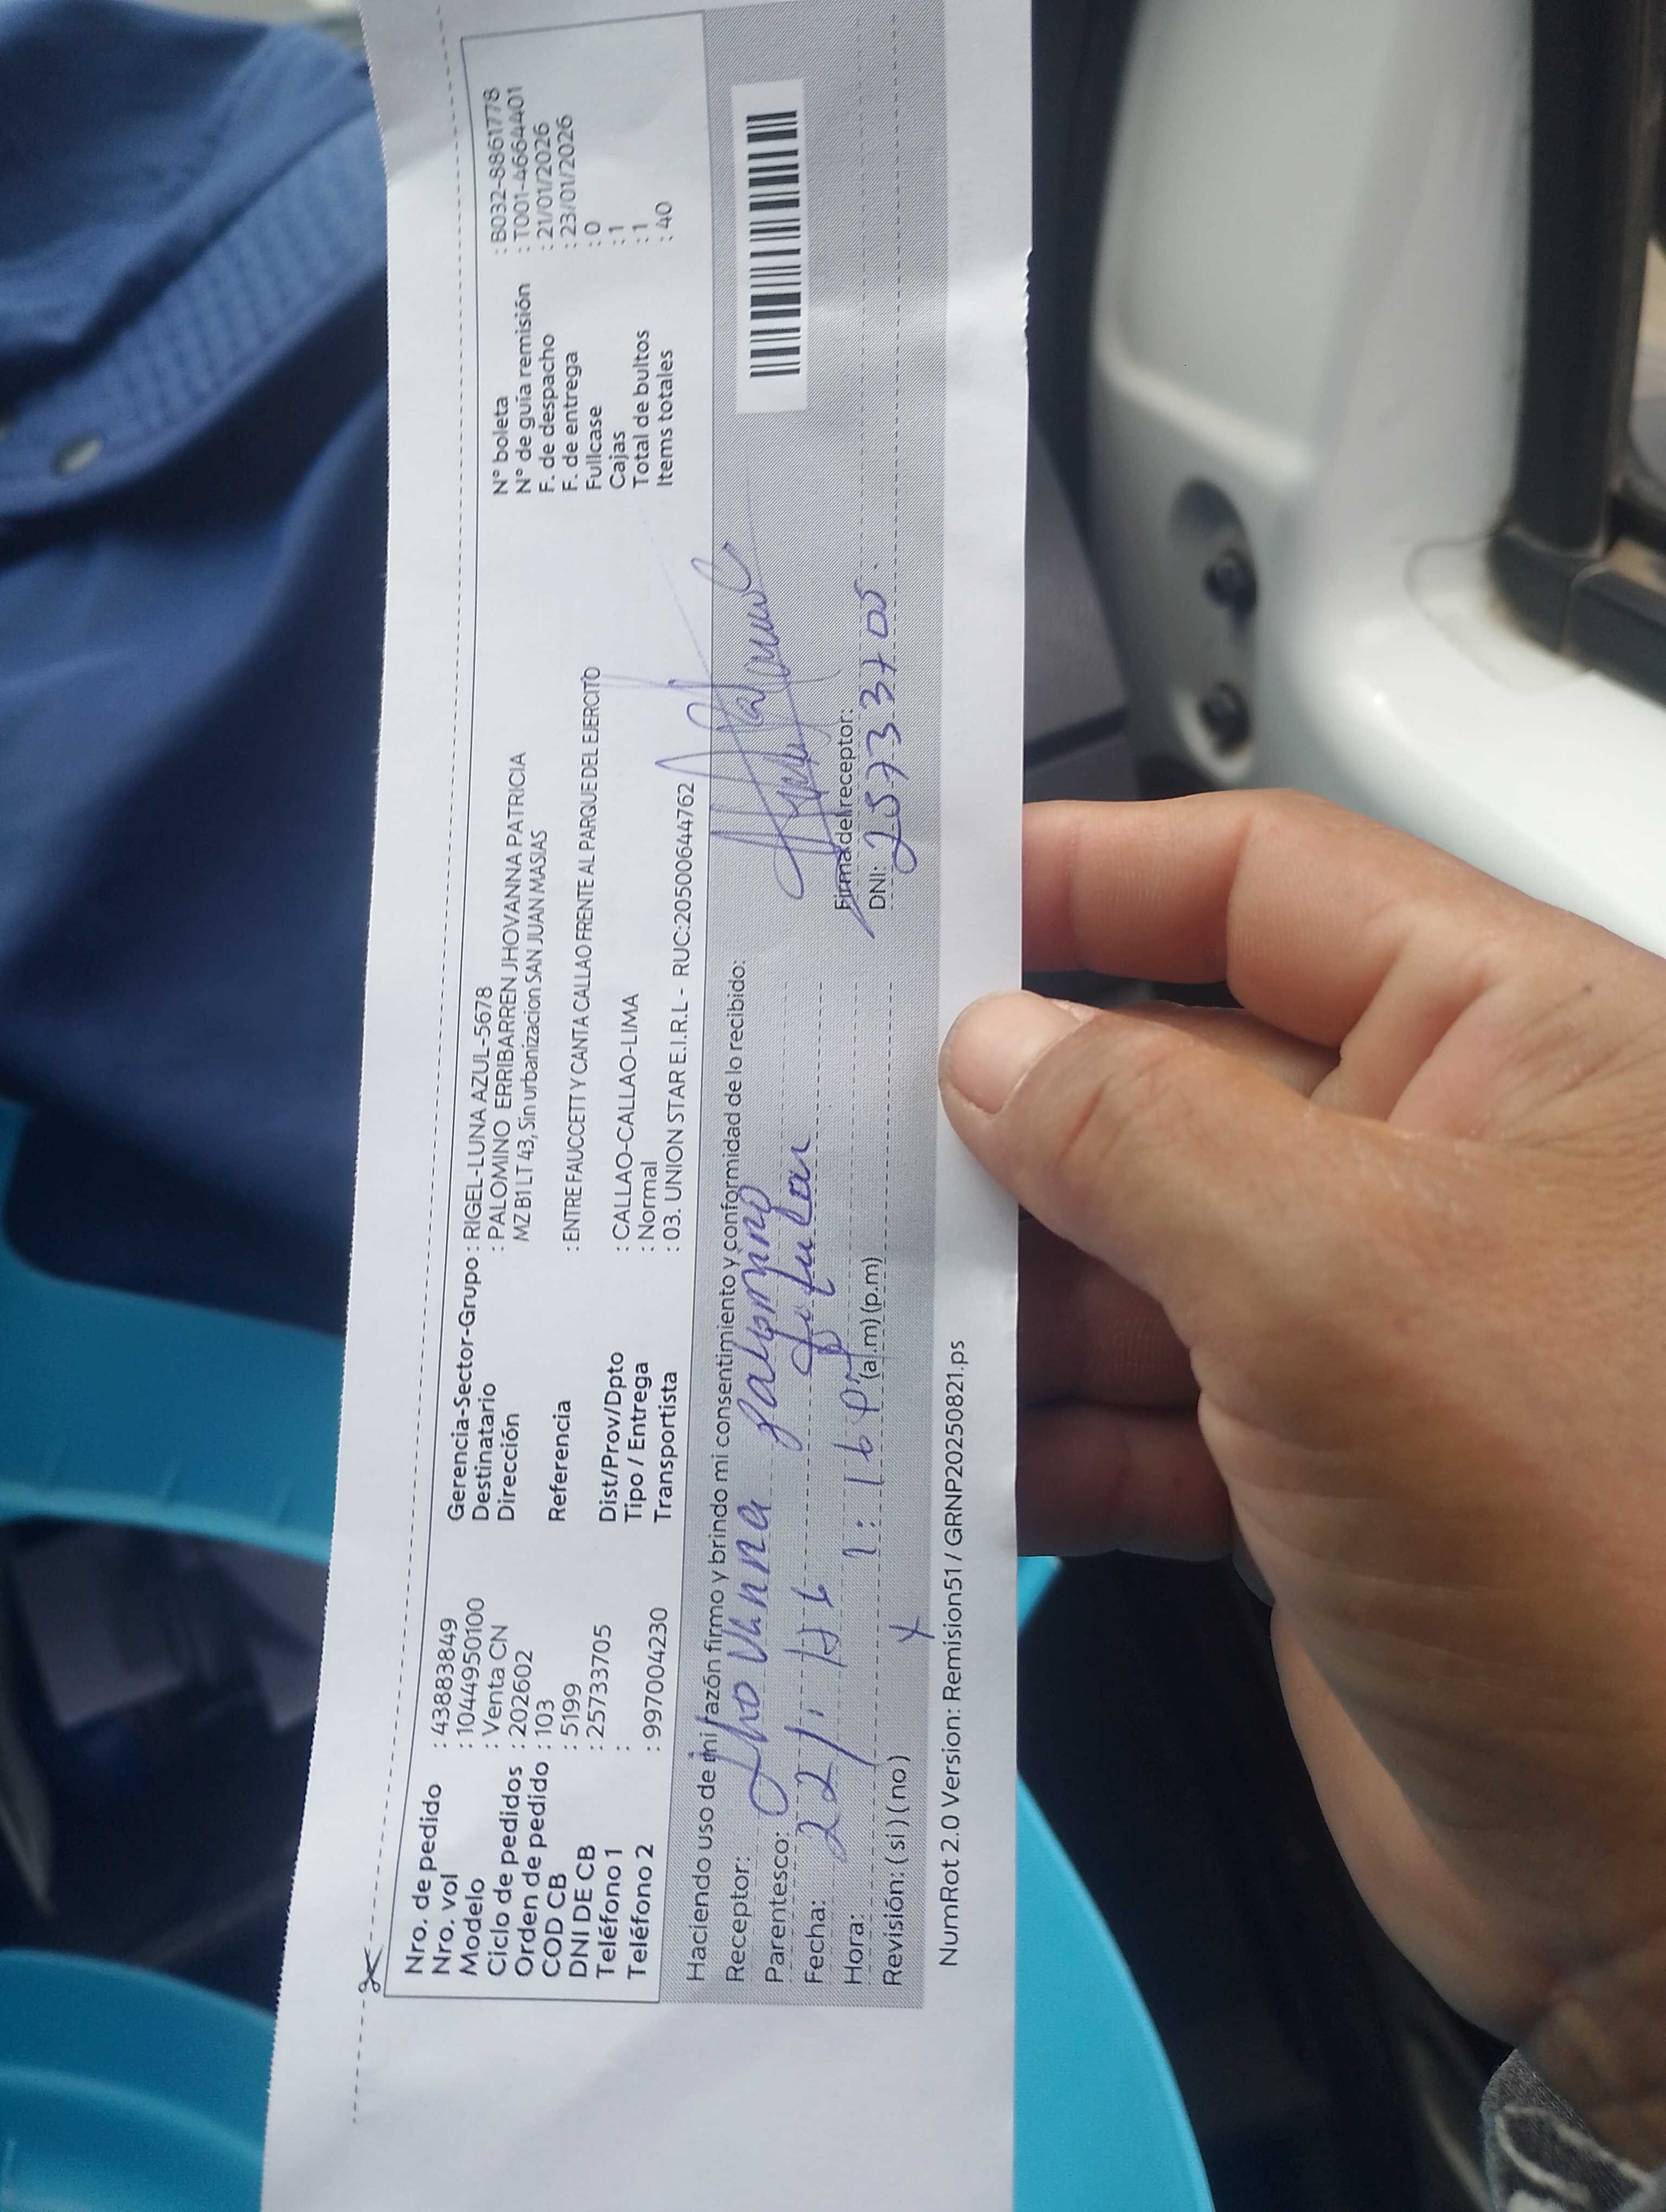 Nro. de pedido : 43883849
Nro. vol : 1044950100
Modelo : Venta CN
Ciclo de pedidos : 202602
Orden de pedido : 103
COD CB : 5199
DNI DE CB : 25733705
Teléfono 1 :
Teléfono 2 : 997004230
Gerencia-Sector-Grupo : RIGEL-LUNA AZUL-5678
Destinatario : PALOMINO ERRIBARREN JHOVANNA PATRICIA
Dirección MZ B1 LT 43, Sin urbanizacion SAN JUAN MASIAS
Referencia : ENTRE FAUCCETT Y CANTA CALLAO FRENTE AL PARQUE DEL EJERCITO
Dist/Prov/Dpto : CALLAO-CALLAO-LIMA
Tipo / Entrega : Normal
Transportista : 03. UNION STAR E.I.R.L - RUC:20500644762
N° boleta : B032-8861778
N° de guía remisión : T001-4664401
F. de despacho : 21/01/2026
F. de entrega : 23/01/2026
Fullcase : 0
Cajas : 1
Total de bultos : 1
Items totales : 40
Haciendo uso de mi razón firmo y brindo mi consentimiento y conformidad de lo recibido:
Receptor: Jhovanna Palomino
Parentesco: titular
Fecha: 22/
Hora: 1:16 pm (a.m) (p.m)
Revisión: ( si ) ( no )
Firma del receptor:
DNI: 25733705.
NumRot 2.0 Version: Remision51 / GRNP20250821.ps